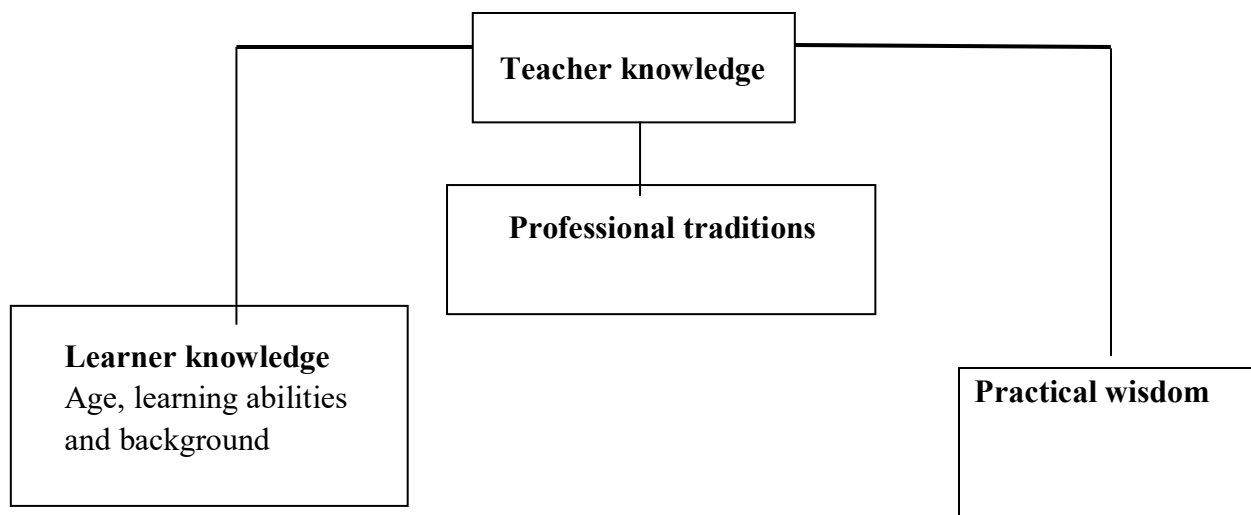 Teacher knowledge
Professional traditions
Learner knowledge
Age, learning abilities
and background
Practical wisdom